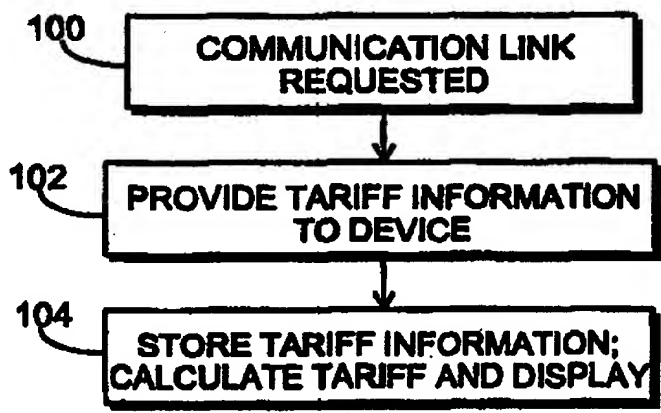 100
COMMUNICATION LINK
REQUESTED
102
PROVIDE TARIFF INFORMATION
TO DEVICE
104
STORE TARIFF INFORMATION;
CALCULATE TARIFF AND DISPLAY